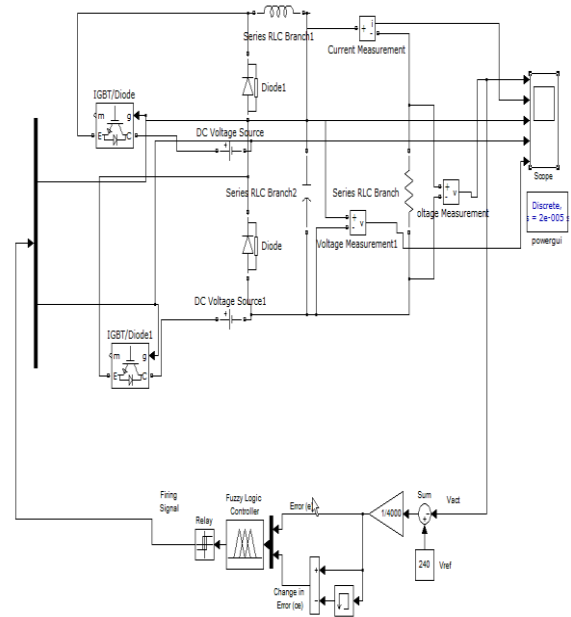 Series RLC Branch1
i
+
-
Current Measurement
Diode1
IGBT/Diode
m
g
E
C
DC Voltage Source
+
Scope
Series RLC Branch2
Series RLC Branch
+
-
v
oltage Measurement
Discrete,
s = 2e-005 s
powergui
+
-
v
Voltage Measurement1
Diode
DC Voltage Source1
+
IGBT/Diode1
m
g
E
C
Firing
Signal
Fuzzy Logic
Controller
Relay
Error (e)
1/4000
Sum
Vact
240
Vref
+
-
Change in
Error (ce)